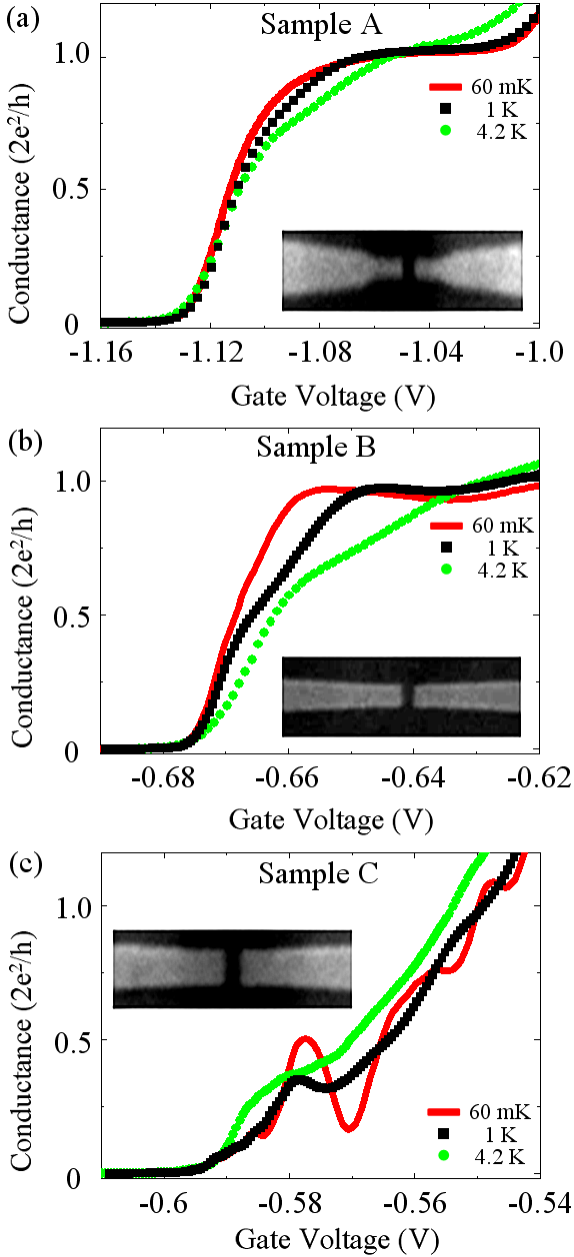 (a)
Sample A
Conductance (2e²/h)
1.0
0.5
0
60 mK
1 K
4.2 K
-1.16
-1.12
-1.08
-1.04
-1.0
Gate Voltage (V)
(b)
Sample B
Conductance (2e²/h)
1.0
0.5
0
60 mK
1 K
4.2 K
-0.68
-0.66
-0.64
-0.62
Gate Voltage (V)
(c)
Sample C
Conductance (2e²/h)
1.0
0.5
0
60 mK
1 K
4.2 K
-0.6
-0.58
-0.56
-0.54
Gate Voltage (V)